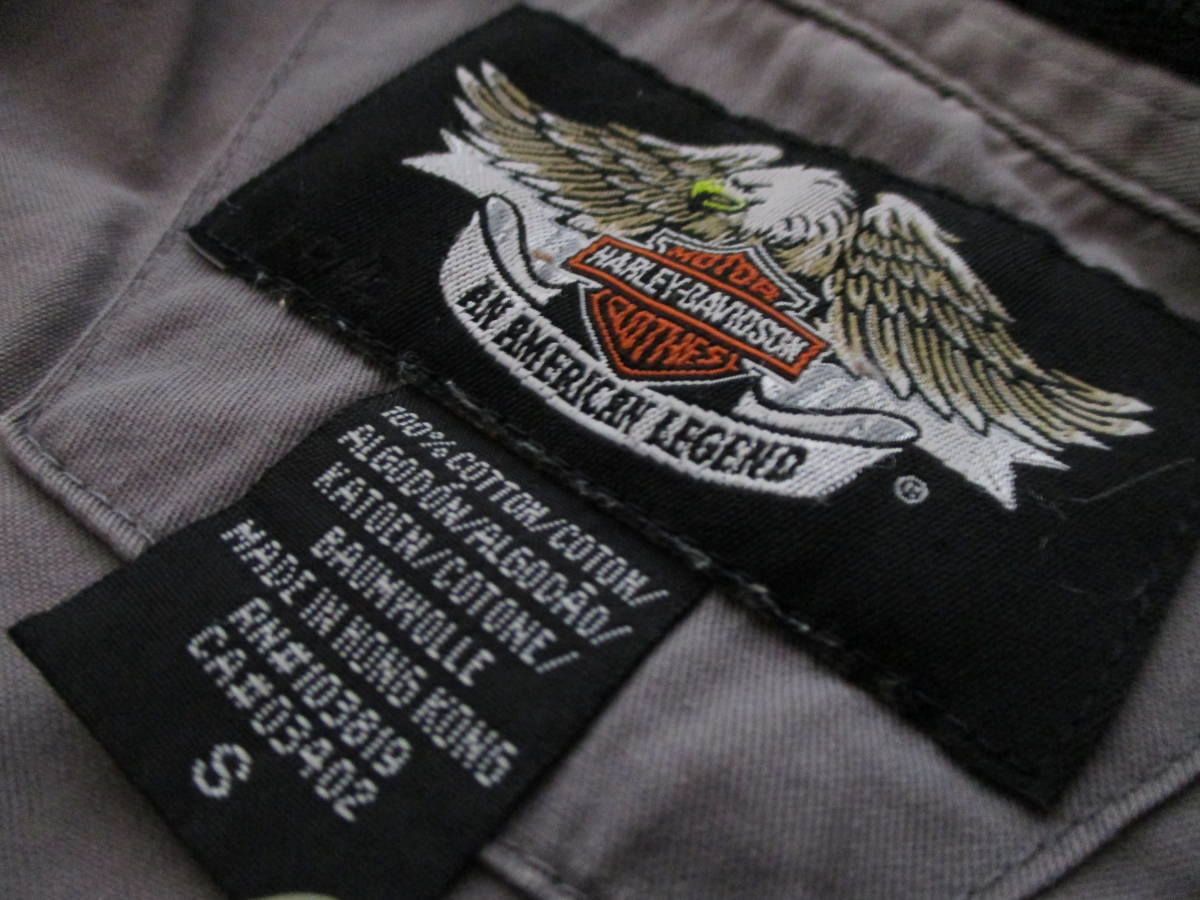 MOTOR
HARLEY-DAVIDSON
CLOTHES
AN AMERICAN LEGEND
®
100% COTTON/COTON/
ALGODÓN/ALGODÃO/
KATOEN/COTONE/
BAUMWOLLE
MADE IN HONG KONG
RN#103819
CA#03402
S